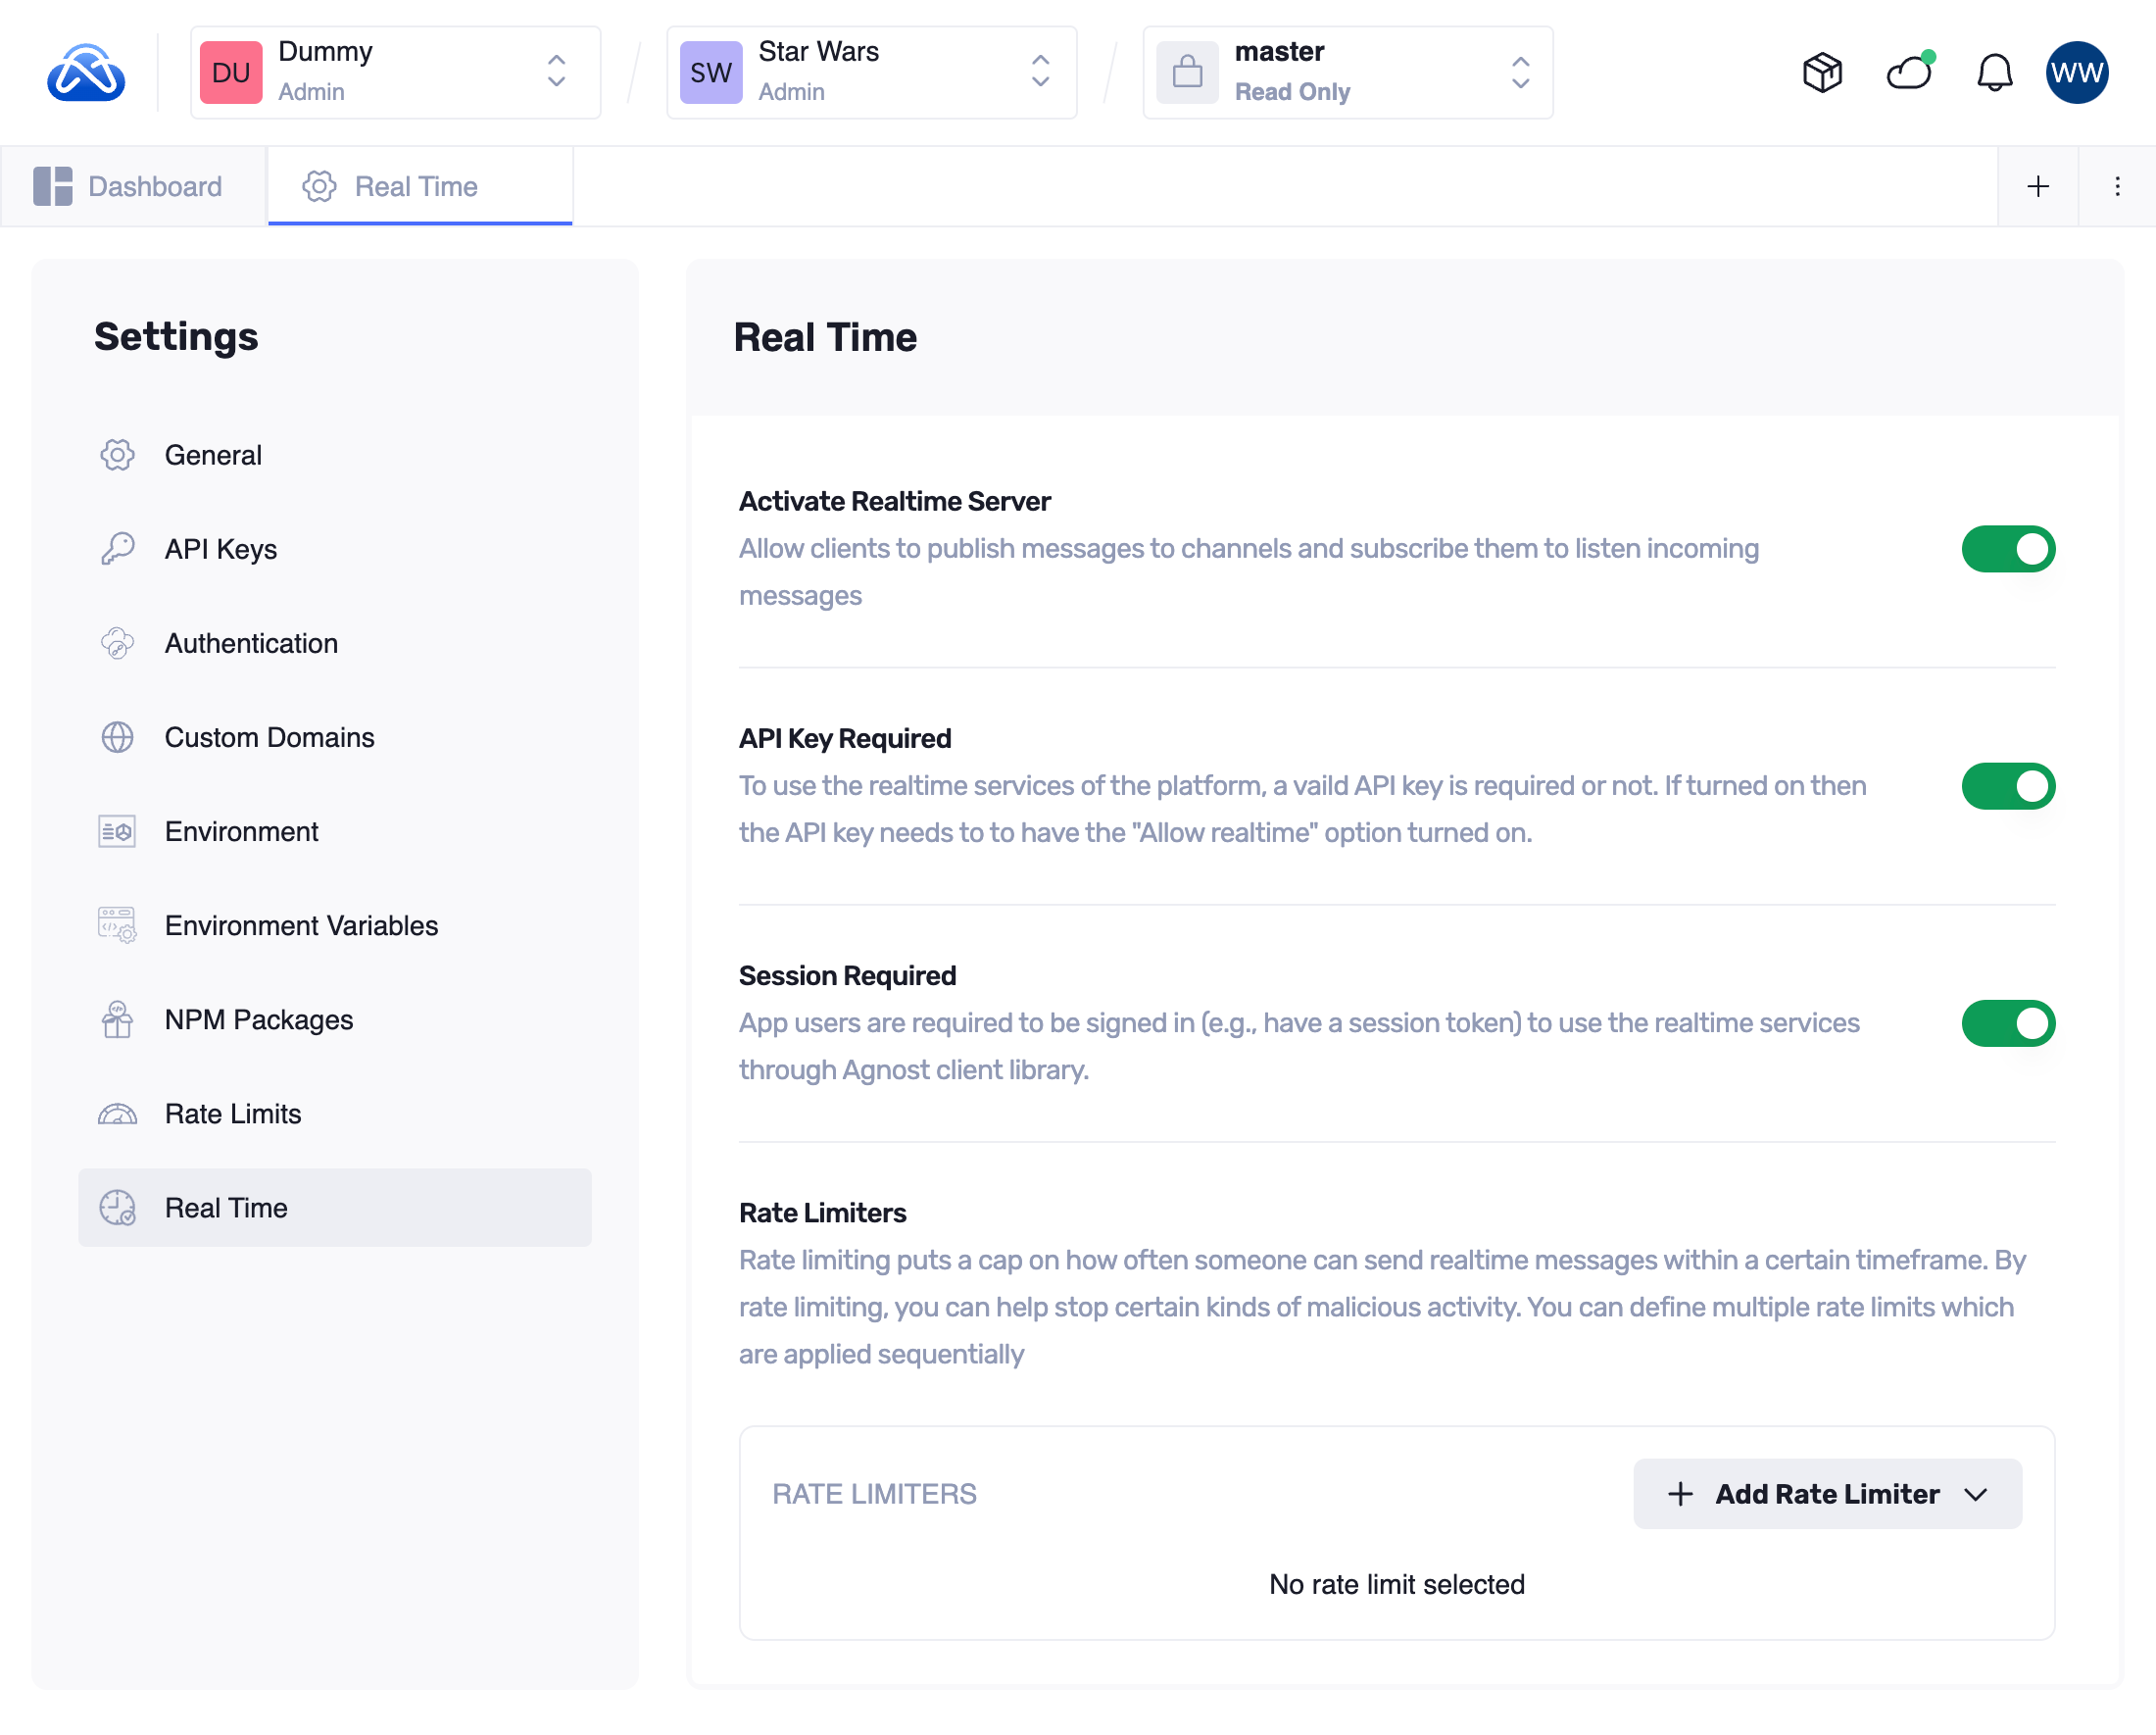 DU
Dummy
Admin
SW
Star Wars
Admin
master
Read Only
WW
Dashboard
Real Time
Settings
General
API Keys
Authentication
Custom Domains
Environment
Environment Variables
NPM Packages
Rate Limits
Real Time
Real Time
Activate Realtime Server
Allow clients to publish messages to channels and subscribe them to listen incoming
messages
API Key Required
To use the realtime services of the platform, a vaild API key is required or not. If turned on then
the API key needs to to have the "Allow realtime" option turned on.
Session Required
App users are required to be signed in (e.g., have a session token) to use the realtime services
through Agnost client library.
Rate Limiters
Rate limiting puts a cap on how often someone can send realtime messages within a certain timeframe. By
rate limiting, you can help stop certain kinds of malicious activity. You can define multiple rate limits which
are applied sequentially
RATE LIMITERS
Add Rate Limiter
No rate limit selected